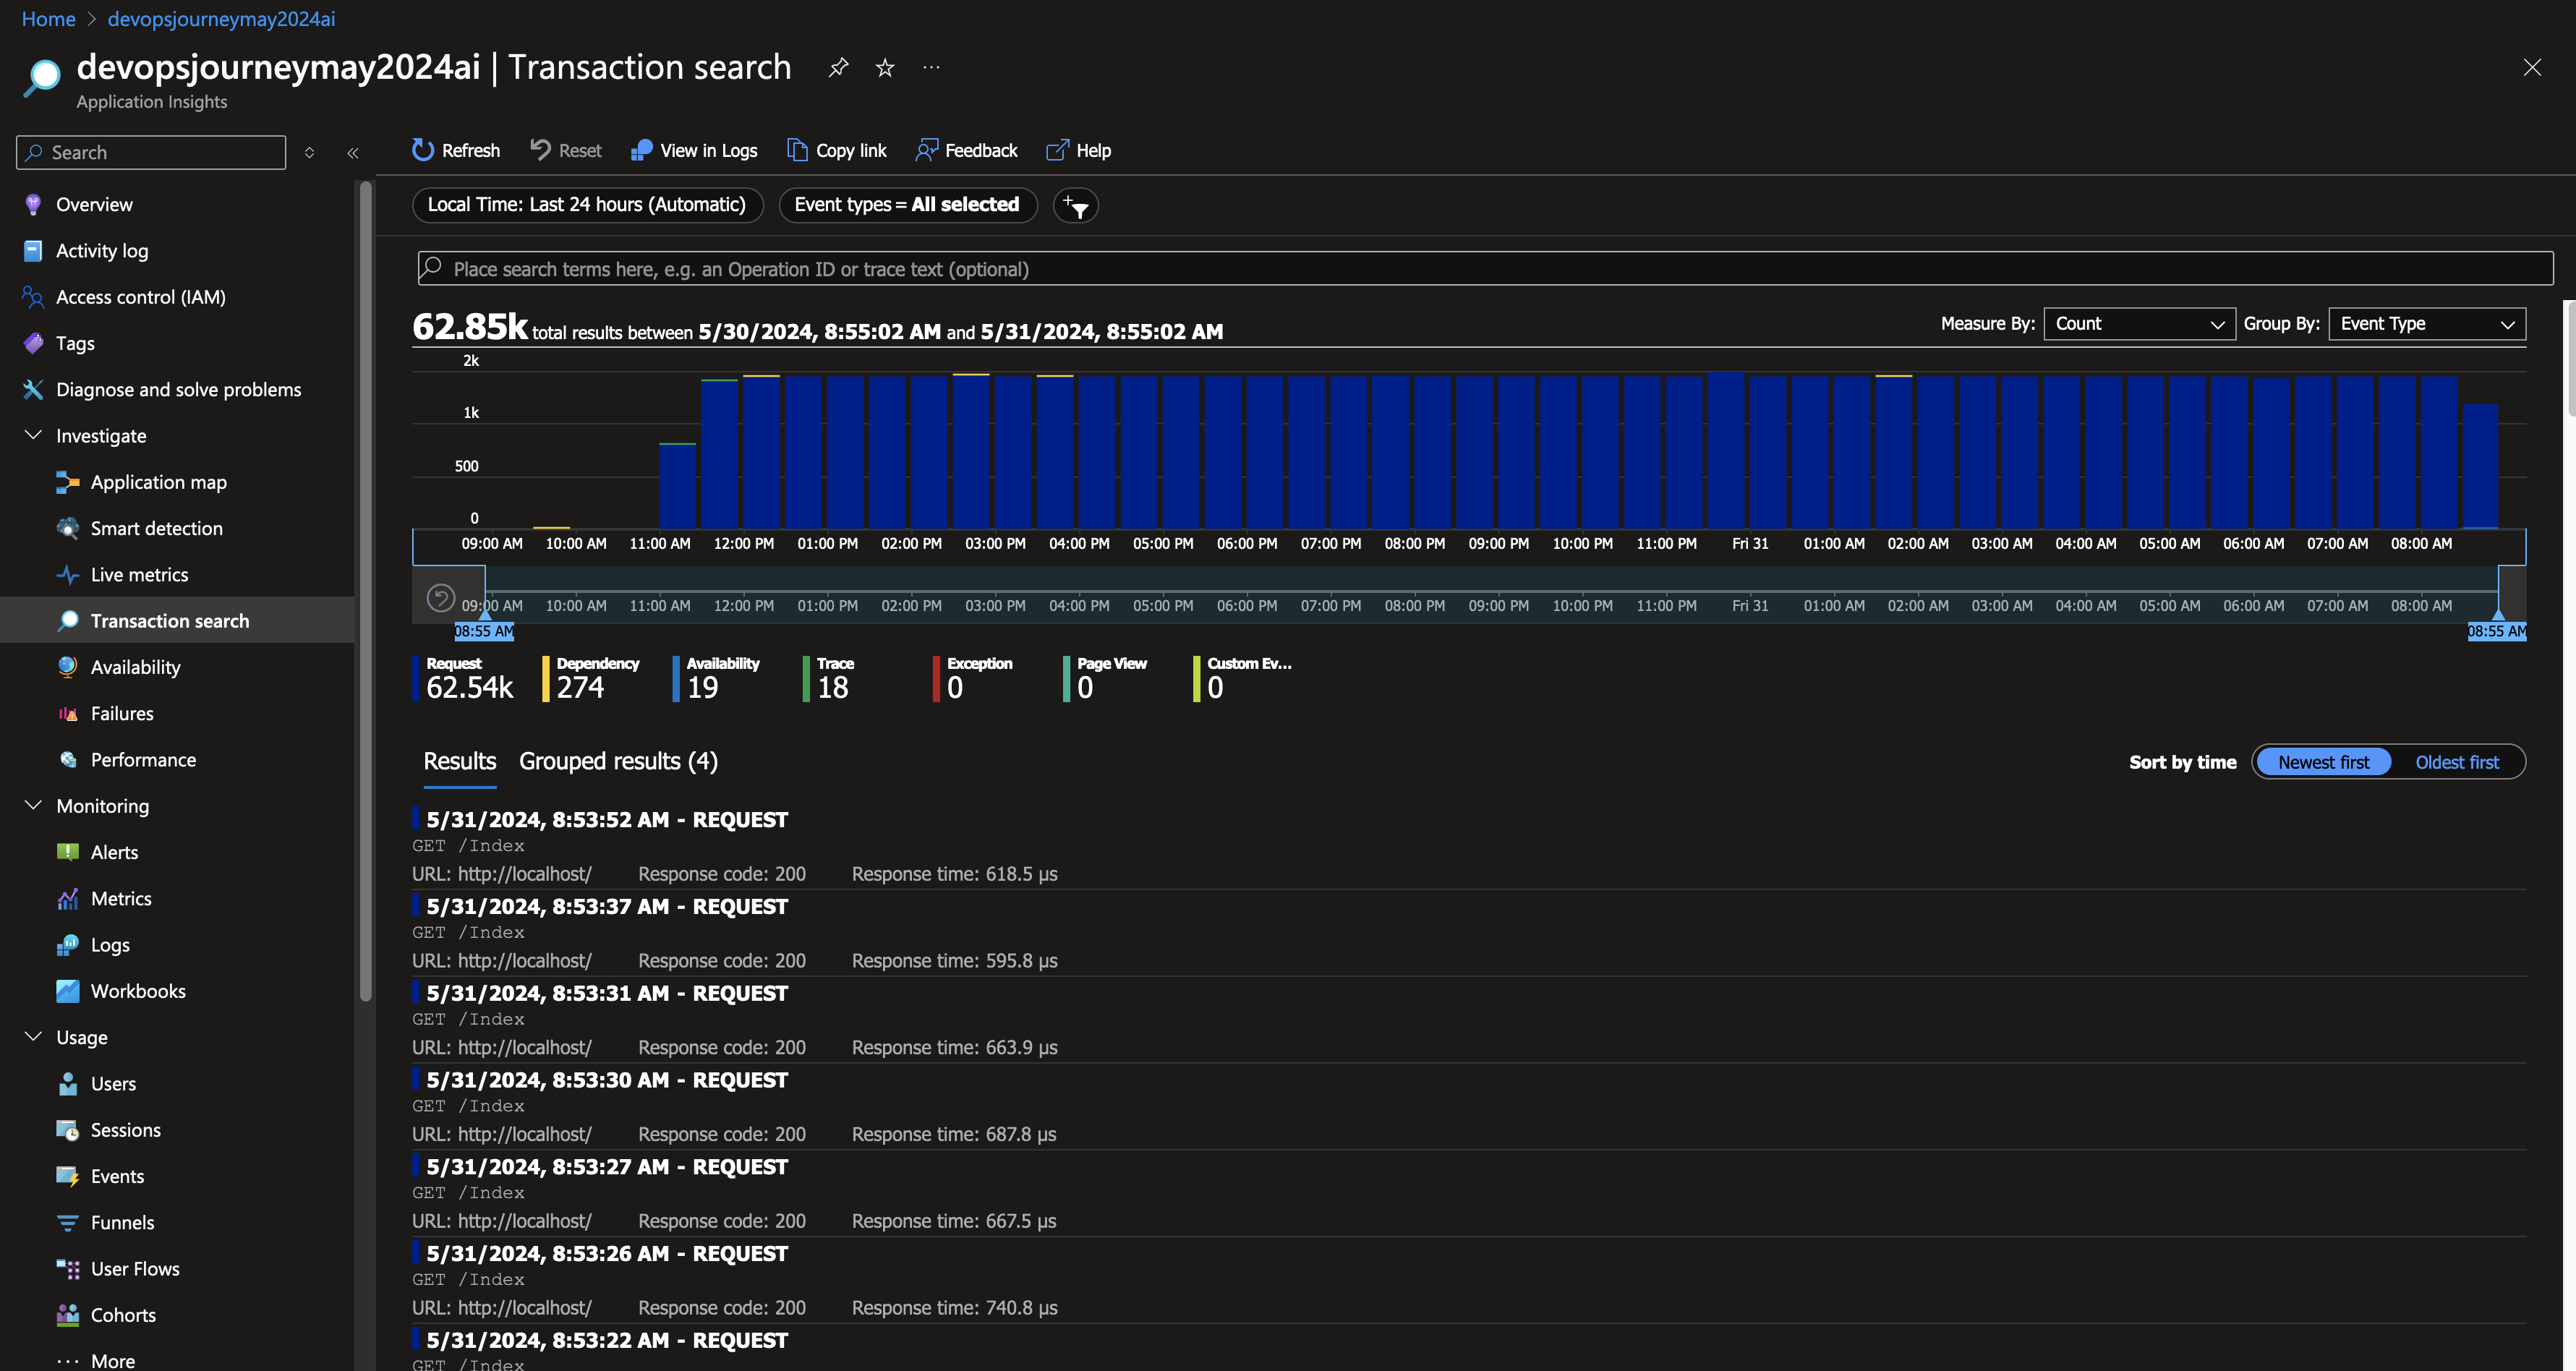 Home > devopsjourneymay2024ai
devopsjourneymay2024ai | Transaction search
Application Insights
Search
Refresh Reset View in Logs Copy link Feedback Help
Overview
Activity log
Access control (IAM)
Tags
Diagnose and solve problems
Investigate
Application map
Smart detection
Live metrics
Transaction search
Availability
Failures
Performance
Monitoring
Alerts
Metrics
Logs
Workbooks
Usage
Users
Sessions
Events
Funnels
User Flows
Cohorts
More
Local Time: Last 24 hours (Automatic) Event types = All selected
Place search terms here, e.g. an Operation ID or trace text (optional)
62.85k total results between 5/30/2024, 8:55:02 AM and 5/31/2024, 8:55:02 AM
Measure By: Count Group By: Event Type
2k
1k
500
0
09:00 AM 10:00 AM 11:00 AM 12:00 PM 01:00 PM 02:00 PM 03:00 PM 04:00 PM 05:00 PM 06:00 PM 07:00 PM 08:00 PM 09:00 PM 10:00 PM 11:00 PM Fri 31 01:00 AM 02:00 AM 03:00 AM 04:00 AM 05:00 AM 06:00 AM 07:00 AM 08:00 AM
09:00 AM 10:00 AM 11:00 AM 12:00 PM 01:00 PM 02:00 PM 03:00 PM 04:00 PM 05:00 PM 06:00 PM 07:00 PM 08:00 PM 09:00 PM 10:00 PM 11:00 PM Fri 31 01:00 AM 02:00 AM 03:00 AM 04:00 AM 05:00 AM 06:00 AM 07:00 AM 08:00 AM
08:55 AM 08:55 AM
Request Dependency Availability Trace Exception Page View Custom Ev...
62.54k 274 19 18 0 0 0
Results Grouped results (4)
Sort by time Newest first Oldest first
5/31/2024, 8:53:52 AM - REQUEST
GET /Index
URL: http://localhost/ Response code: 200 Response time: 618.5 µs
5/31/2024, 8:53:37 AM - REQUEST
GET /Index
URL: http://localhost/ Response code: 200 Response time: 595.8 µs
5/31/2024, 8:53:31 AM - REQUEST
GET /Index
URL: http://localhost/ Response code: 200 Response time: 663.9 µs
5/31/2024, 8:53:30 AM - REQUEST
GET /Index
URL: http://localhost/ Response code: 200 Response time: 687.8 µs
5/31/2024, 8:53:27 AM - REQUEST
GET /Index
URL: http://localhost/ Response code: 200 Response time: 667.5 µs
5/31/2024, 8:53:26 AM - REQUEST
GET /Index
URL: http://localhost/ Response code: 200 Response time: 740.8 µs
5/31/2024, 8:53:22 AM - REQUEST
GET /Index